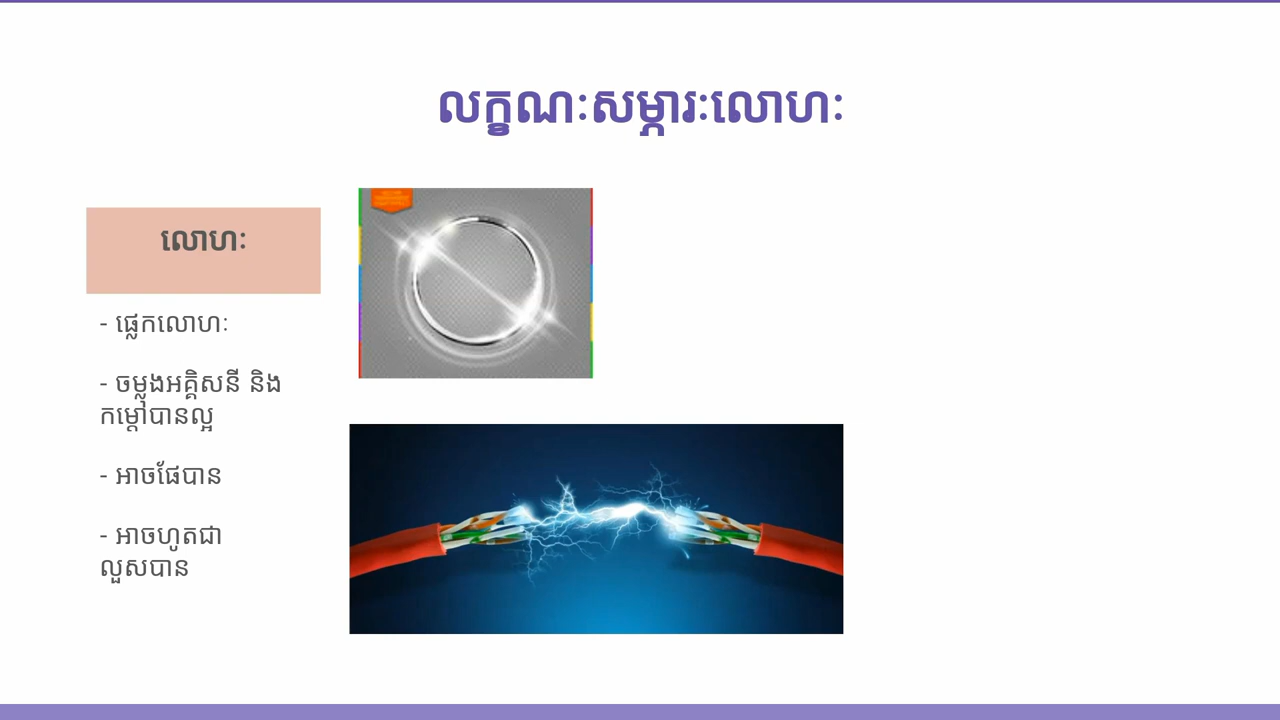 លក្ខណៈសម្ភារៈលោហៈ
លោហៈ
- ផ្លេកលោហៈ
- ចម្លងអគ្គិសនី និង
កម្តៅបានល្អ
- អាចផែបាន
- អាចហូតជា
លួសបាន